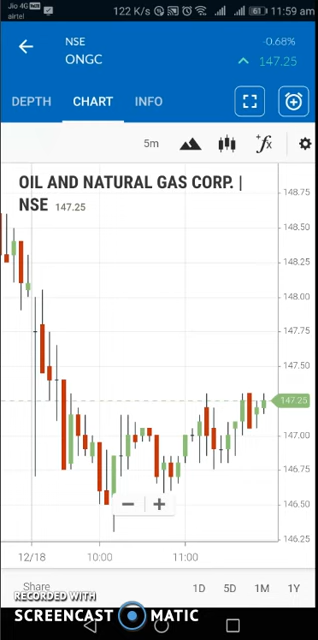 Jio 4G
airtel
122 K/s
61
11:59 am
NSE
-0.68%
ONGC
147.25
DEPTH
CHART
INFO
5m
+fx
OIL AND NATURAL GAS CORP. |
NSE 147.25
148.75
148.50
148.25
148.00
147.75
147.50
147.25
147.00
146.75
146.50
146.25
12/18
10:00
11:00
Share
1D
5D
1M
1Y
RECORDED WITH
SCREENCAST MATIC